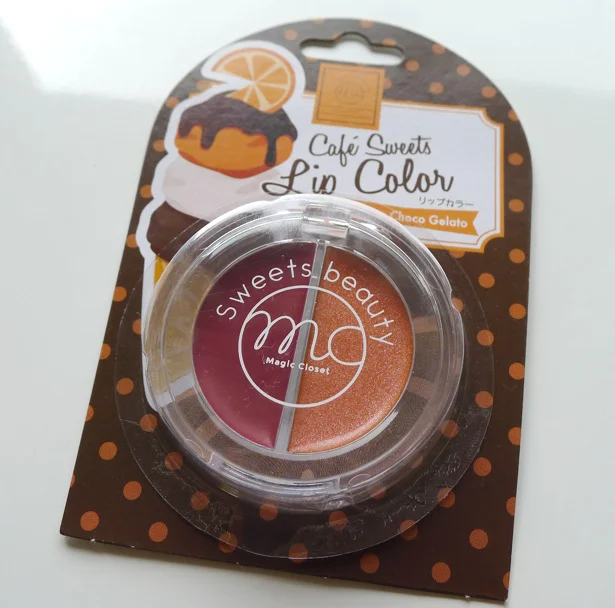 Café Sweets
Lip Color
リップカラー
Choco Gelato
Sweets beauty
mc
Magic Closet